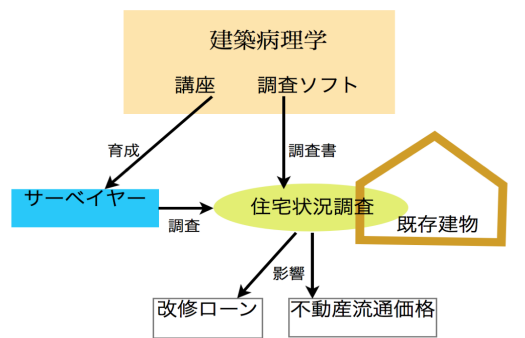 建築病理学
講座
調査ソフト
育成
調査書
サーベイヤー
調査
住宅状況調査
既存建物
影響
改修ローン
不動産流通価格